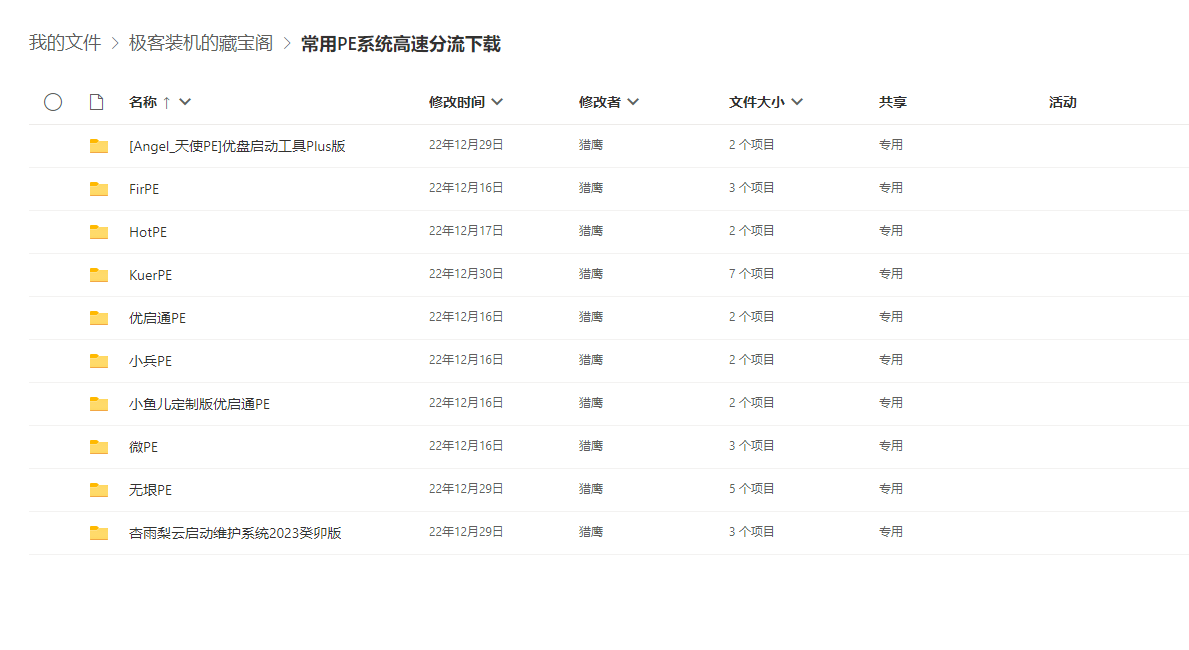 我的文件 > 极客装机的藏宝阁 > 常用PE系统高速分流下载
名称 ↑ 修改时间 修改者 文件大小 共享 活动
[Angel_天使PE]优盘启动工具Plus版 22年12月29日 猎鹰 2 个项目 专用
FirPE 22年12月16日 猎鹰 3 个项目 专用
HotPE 22年12月17日 猎鹰 2 个项目 专用
KuerPE 22年12月30日 猎鹰 7 个项目 专用
优启通PE 22年12月16日 猎鹰 2 个项目 专用
小兵PE 22年12月16日 猎鹰 2 个项目 专用
小鱼儿定制版优启通PE 22年12月16日 猎鹰 2 个项目 专用
微PE 22年12月16日 猎鹰 3 个项目 专用
无垠PE 22年12月29日 猎鹰 5 个项目 专用
杏雨梨云启动维护系统2023癸卯版 22年12月29日 猎鹰 3 个项目 专用